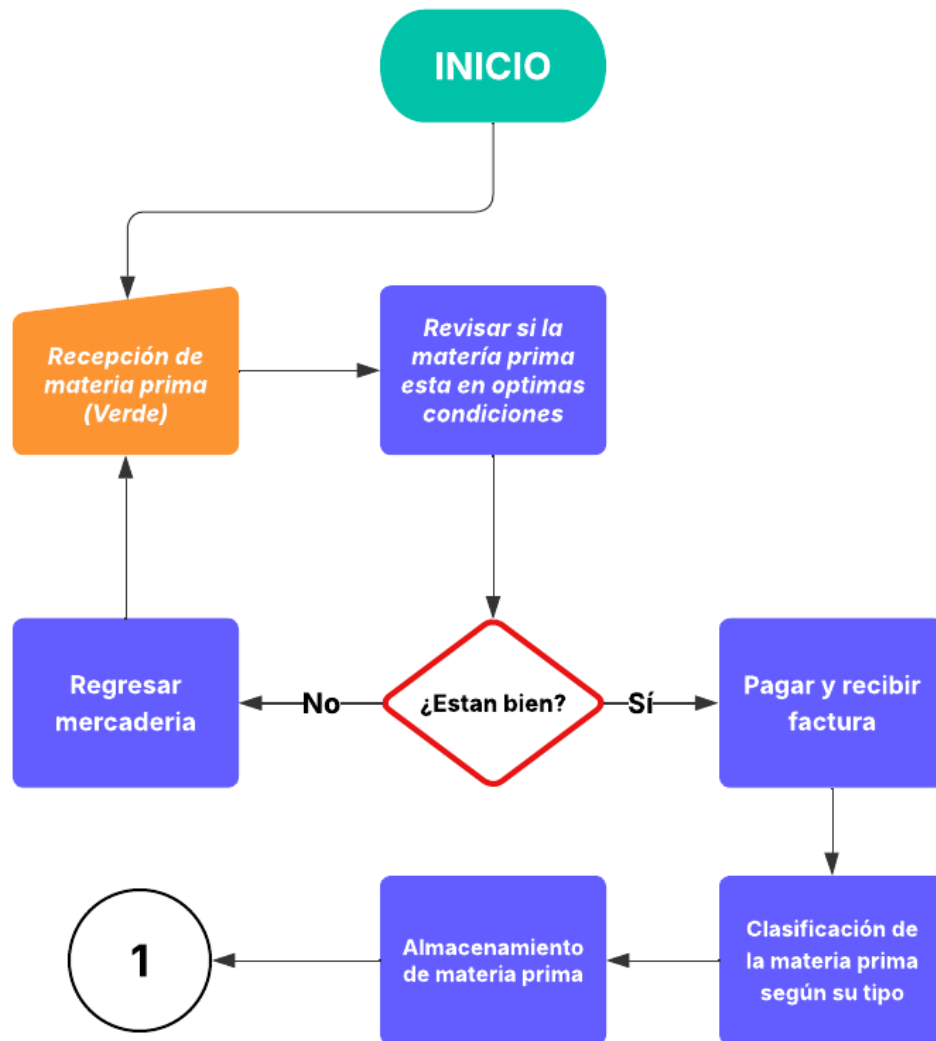 INICIO
Recepción de
materia prima
(Verde)
Revisar si la
matería prima
esta en optimas
condiciones
Regresar
mercaderia
No
¿Estan bien?
Sí
Pagar y recibir
factura
1
Almacenamiento
de materia prima
Clasificación de
la materia prima
según su tipo